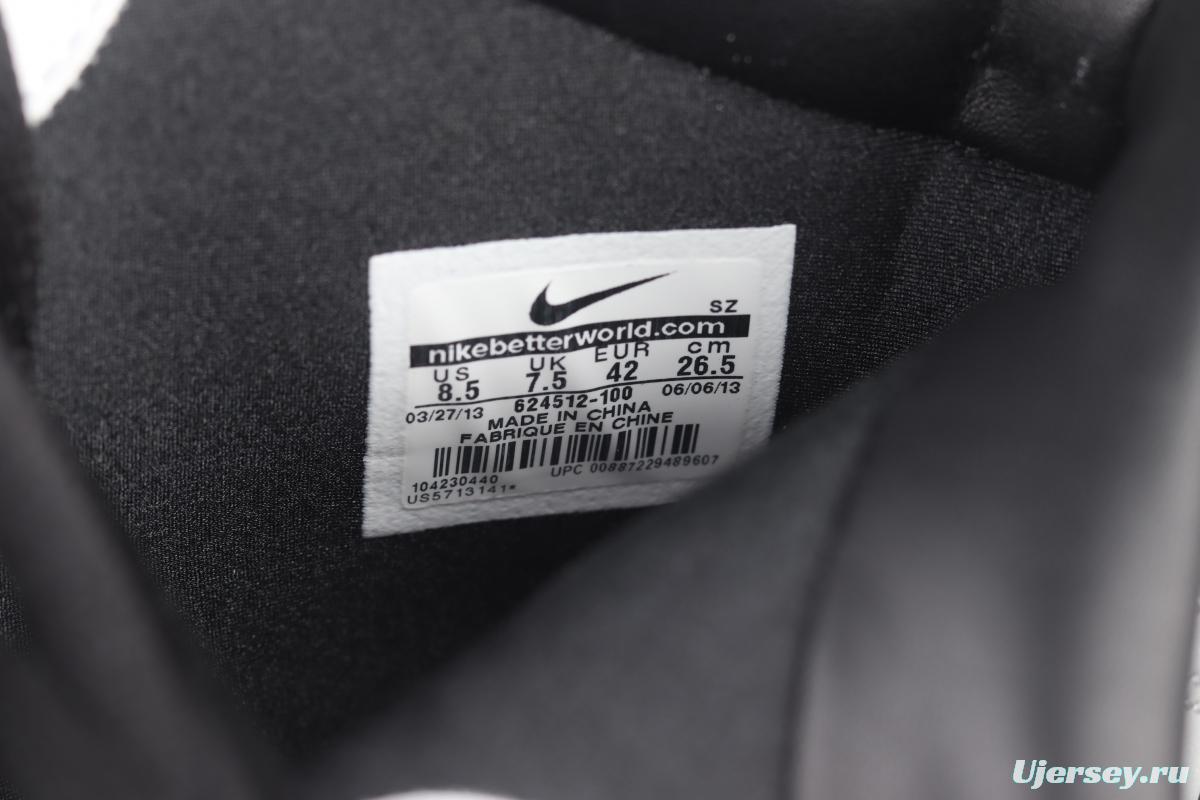 SZ
nikebetterworld.com
US UK EUR cm
8.5 7.5 42 26.5
03/27/13 624512-100 06/06/13
MADE IN CHINA
FABRIQUE EN CHINE
104230440 UPC 00887229489607
US5713141*
Ujersey.ru